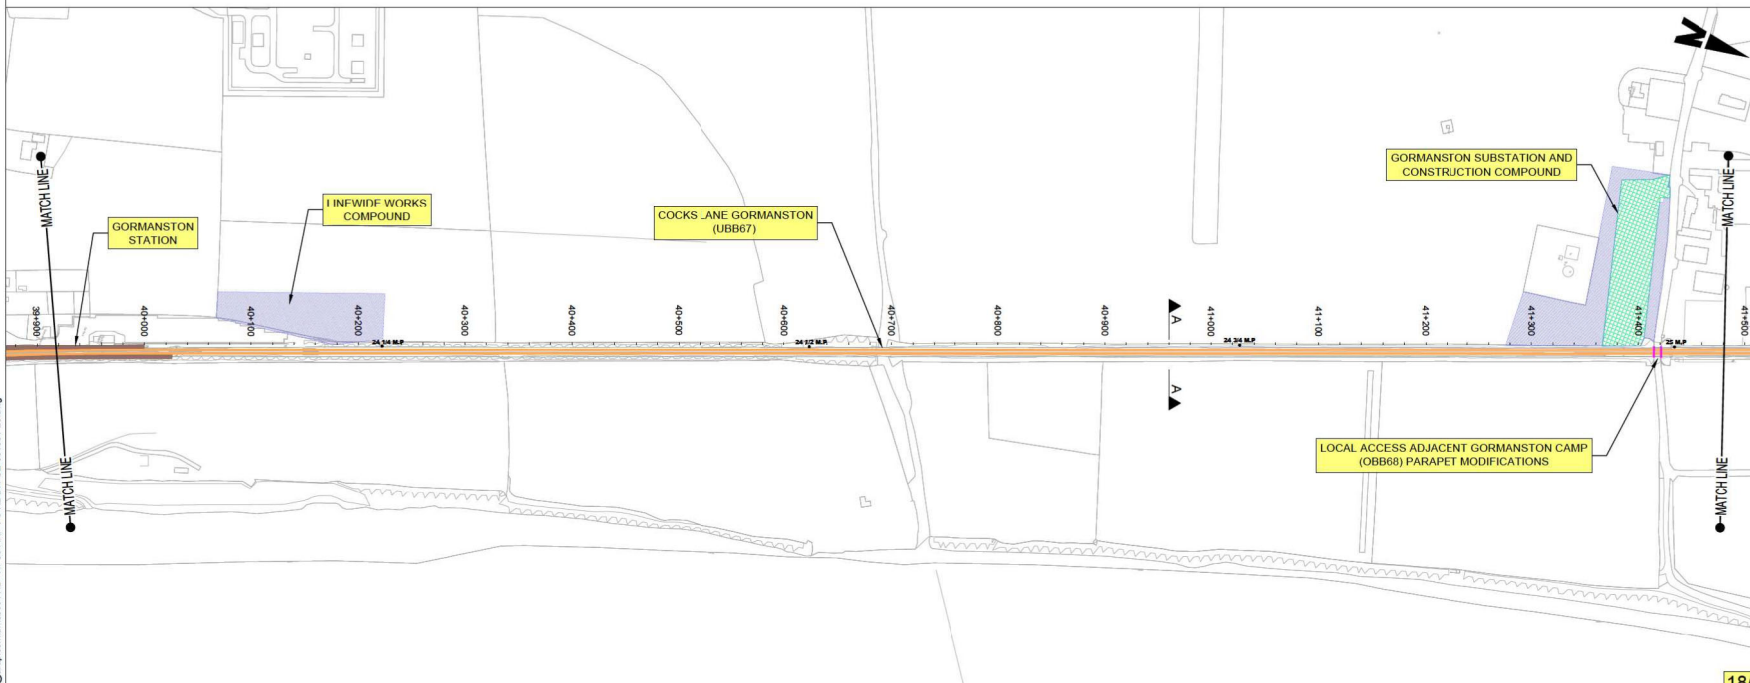 N
MATCH LINE
GORMANSTON
STATION
LINEWIDE WORKS
COMPOUND
COCKS LANE GORMANSTON
(UBB67)
GORMANSTON SUBSTATION AND
CONSTRUCTION COMPOUND
MATCH LINE
39+900
40+000
40+100
40+200
40+300
40+400
40+500
40+600
40+700
40+800
40+900
A
41+000
41+100
41+200
41+300
41+400
41+500
24 1/4 M.P
24 1/2 M.P
24 3/4 M.P
25 M.P
A
LOCAL ACCESS ADJACENT GORMANSTON CAMP
(OBB68) PARAPET MODIFICATIONS
MATCH LINE
MATCH LINE